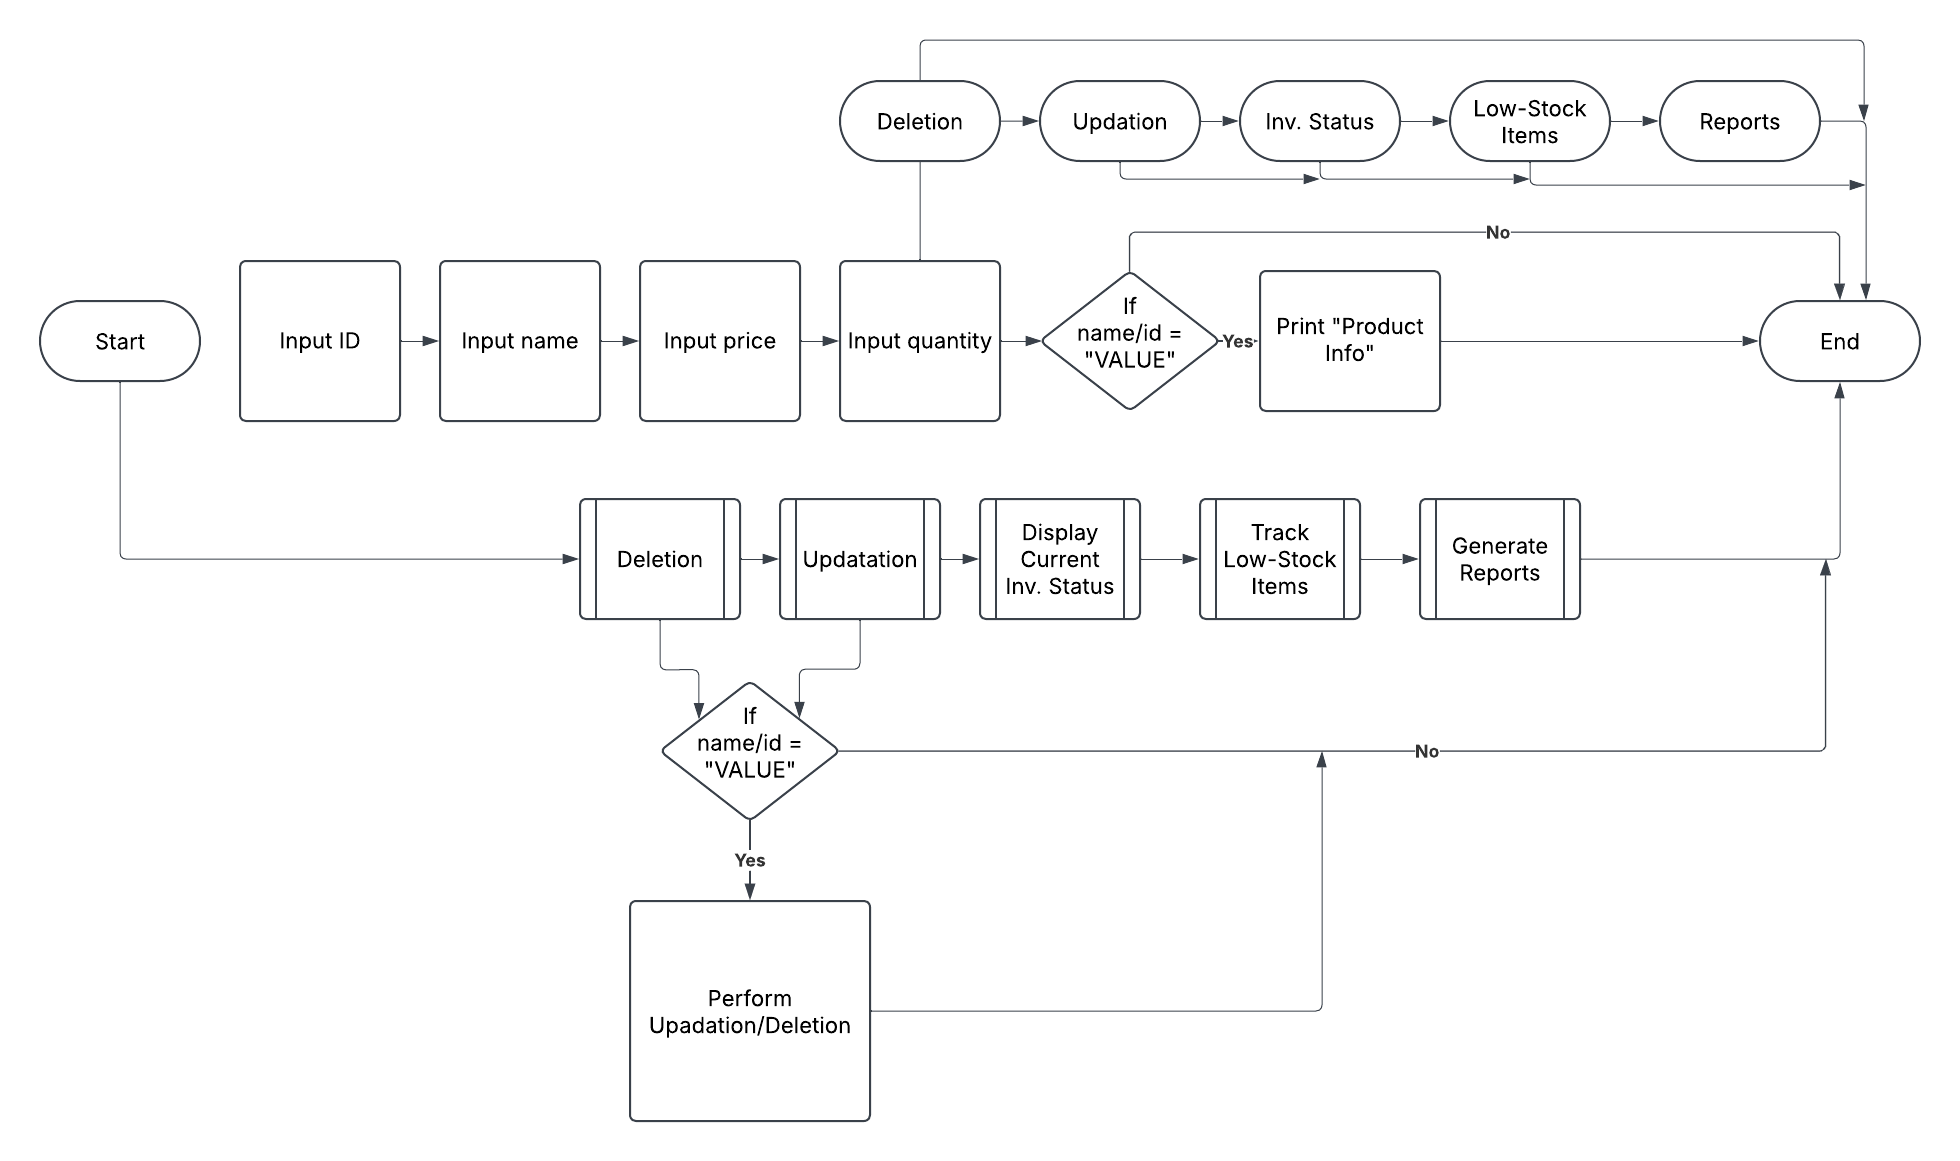 Deletion
Updation
Inv. Status
Low-Stock
Items
Reports
No
Start
Input ID
Input name
Input price
Input quantity
If
name/id =
"VALUE"
Yes
Print "Product
Info"
End
Deletion
Updatation
Display
Current
Inv. Status
Track
Low-Stock
Items
Generate
Reports
If
name/id =
"VALUE"
No
Yes
Perform
Upadation/Deletion